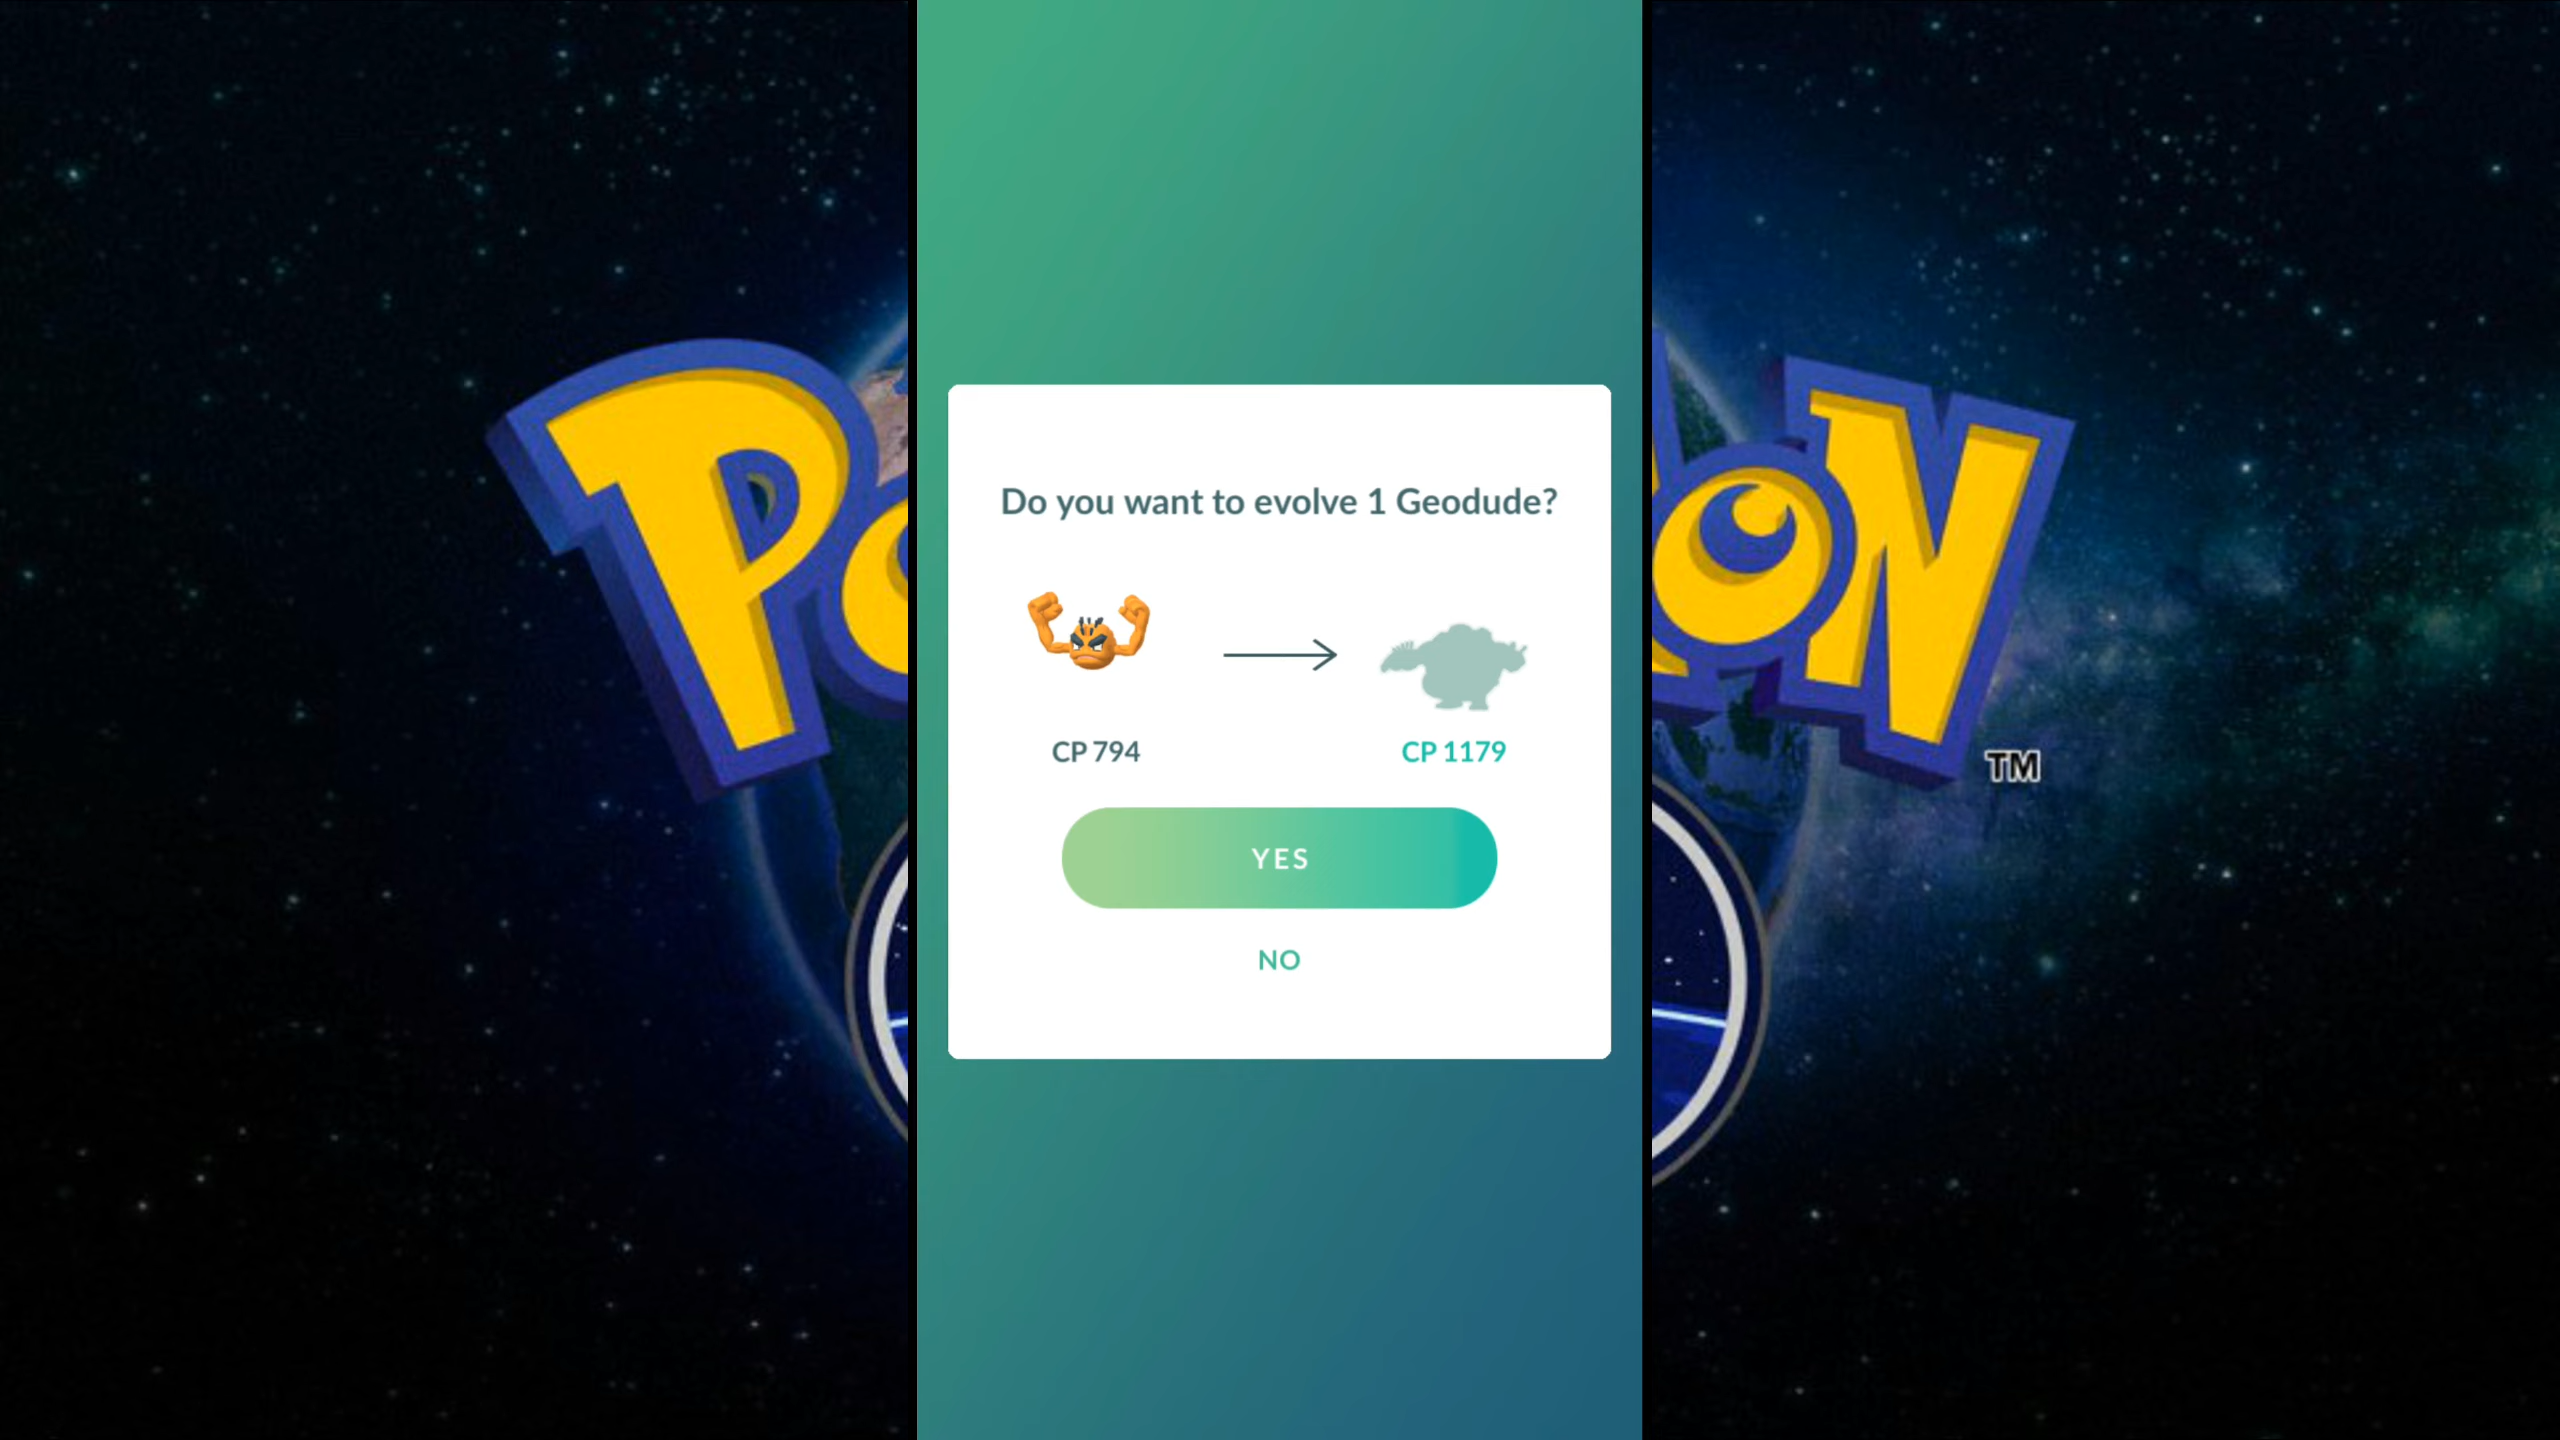 Do you want to evolve 1 Geodude?
CP 794
CP 1179
YES
NO
TM